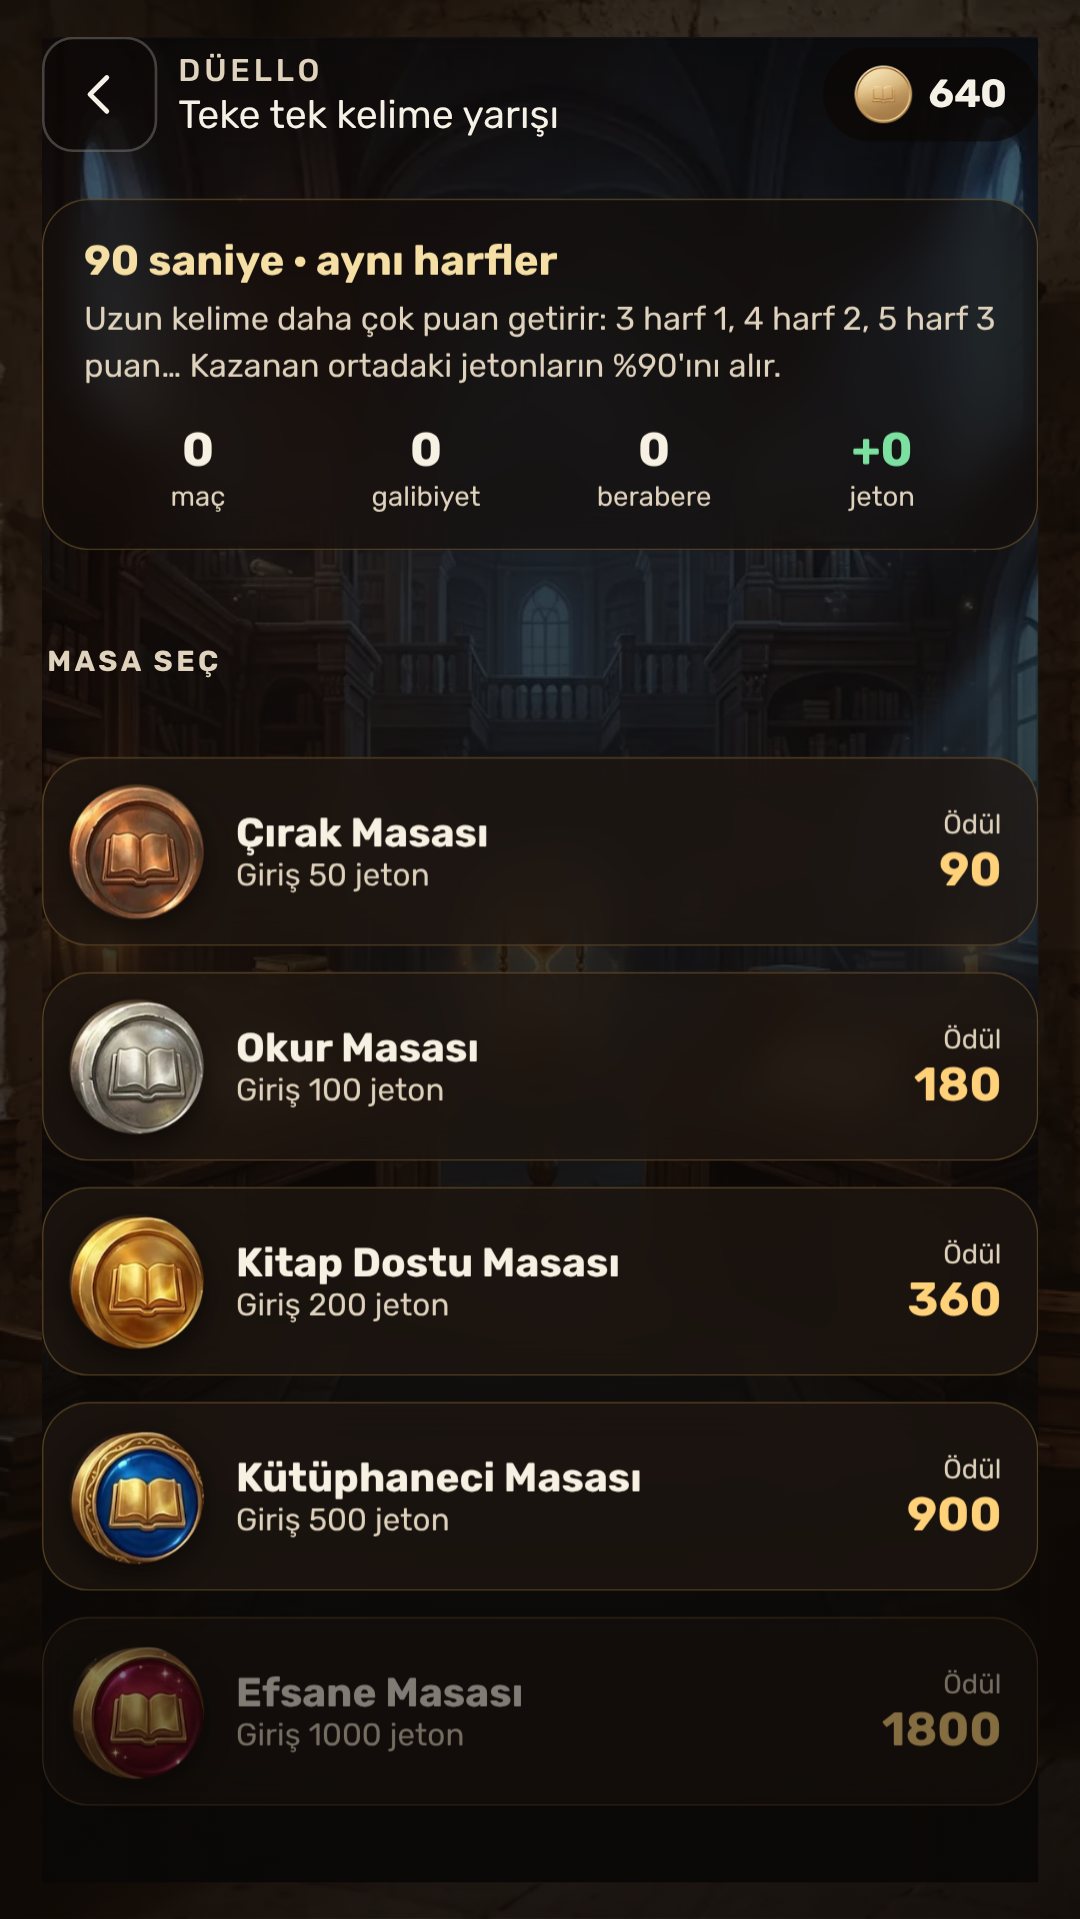 DÜELLO
Teke tek kelime yarışı
640
90 saniye • aynı harfler
Uzun kelime daha çok puan getirir: 3 harf 1, 4 harf 2, 5 harf 3
puan... Kazanan ortadaki jetonların %90'ını alır.
0 0 0 +0
maç galibiyet berabere jeton
MASA SEÇ
Çırak Masası
Giriş 50 jeton
Ödül
90
Okur Masası
Giriş 100 jeton
Ödül
180
Kitap Dostu Masası
Giriş 200 jeton
Ödül
360
Kütüphaneci Masası
Giriş 500 jeton
Ödül
900
Efsane Masası
Giriş 1000 jeton
Ödül
1800